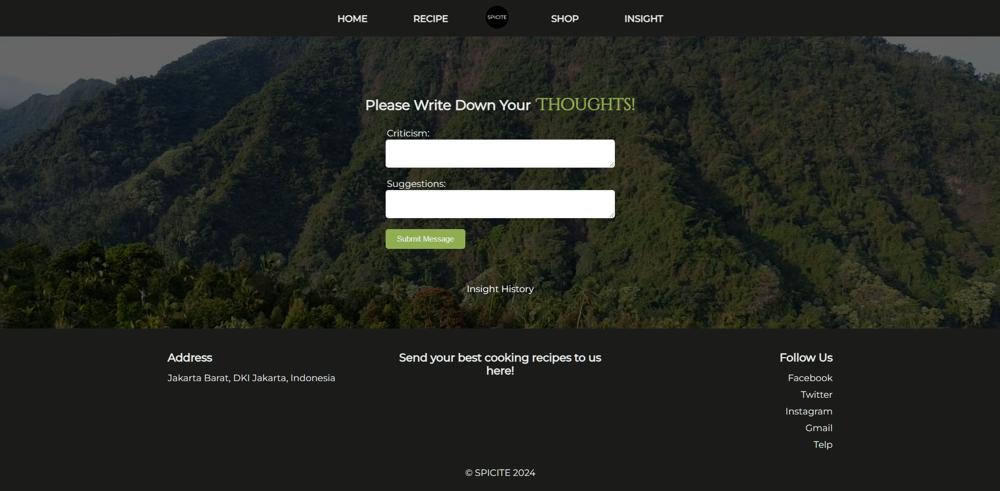 HOME RECIPE SPICITE SHOP INSIGHT
Please Write Down Your THOUGHTS!
Criticism:
Suggestions:
Submit Message
Insight History
Address
Jakarta Barat, DKI Jakarta, Indonesia
Send your best cooking recipes to us
here!
Follow Us
Facebook
Twitter
Instagram
Gmail
Telp
© SPICITE 2024